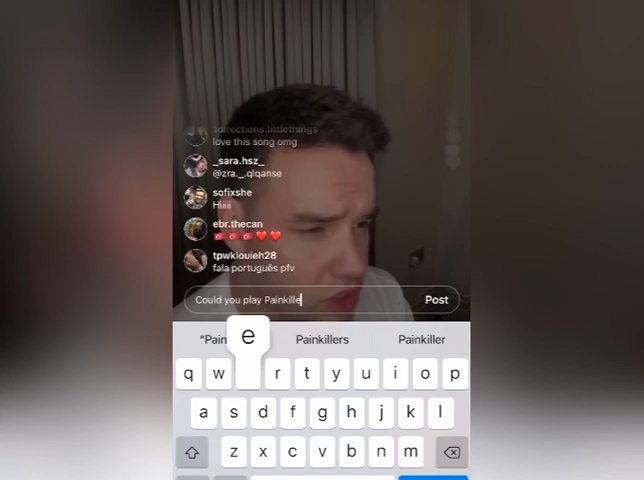 1directions.littlethings
love this song omg
_sara.hsz_
@zra._.qlqanse
sofixshe
Hiiiii
ebr.thecan
tpwklouieh28
fala português pfv
Could you play Painkille
Post
"Pain
Painkillers
Painkiller
e
q w r t y u i o p
a s d f g h j k l
z x c v b n m